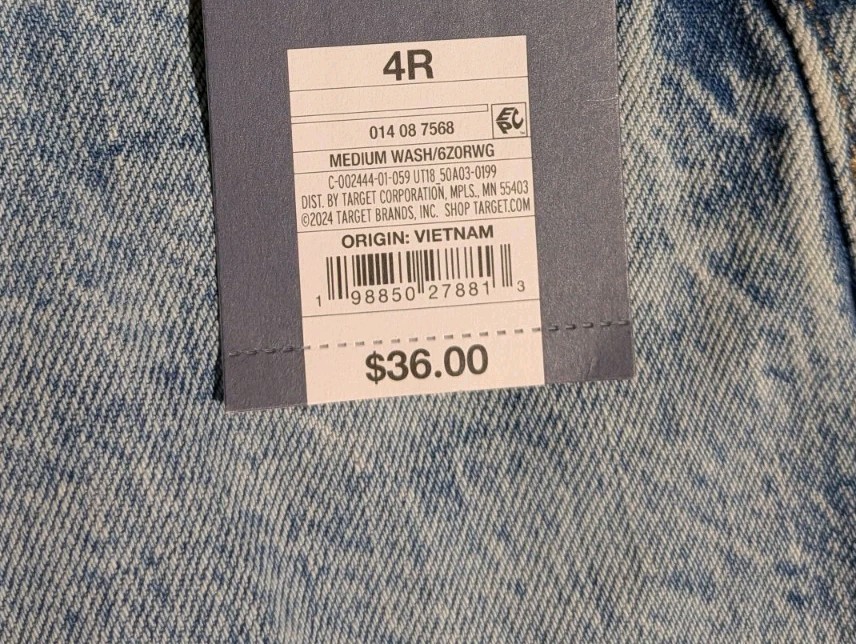 4R
014 08 7568
EPC
MEDIUM WASH/6Z0RWG
C-002444-01-059 UT18_50A03-0199
DIST. BY TARGET CORPORATION, MPLS., MN 55403
©2024 TARGET BRANDS, INC. SHOP TARGET.COM
ORIGIN: VIETNAM
1 98850 27881 3
$36.00